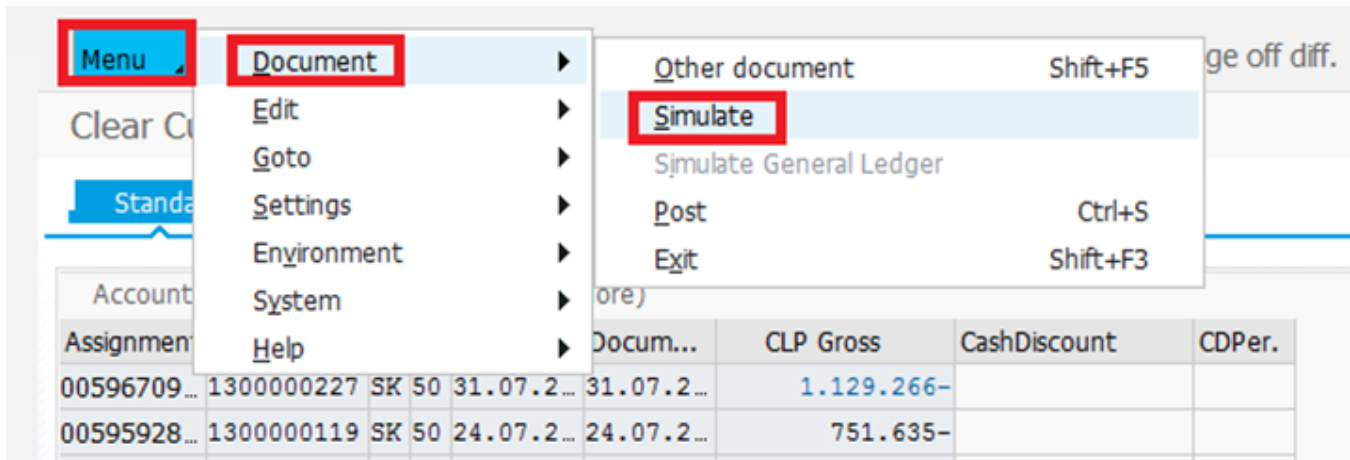 Menu
Document
Edit
Goto
Settings
Environment
System
Help
Other document Shift+F5
Simulate
Simulate General Ledger
Post Ctrl+S
Exit Shift+F3
ge off diff.
Clear Cu
Standa
Account ore)
Assignmen Docum... CLP Gross CashDiscount CDPer.
00596709… 1300000227 SK 50 31.07.2… 31.07.2… 1.129.266-
00595928… 1300000119 SK 50 24.07.2… 24.07.2… 751.635-